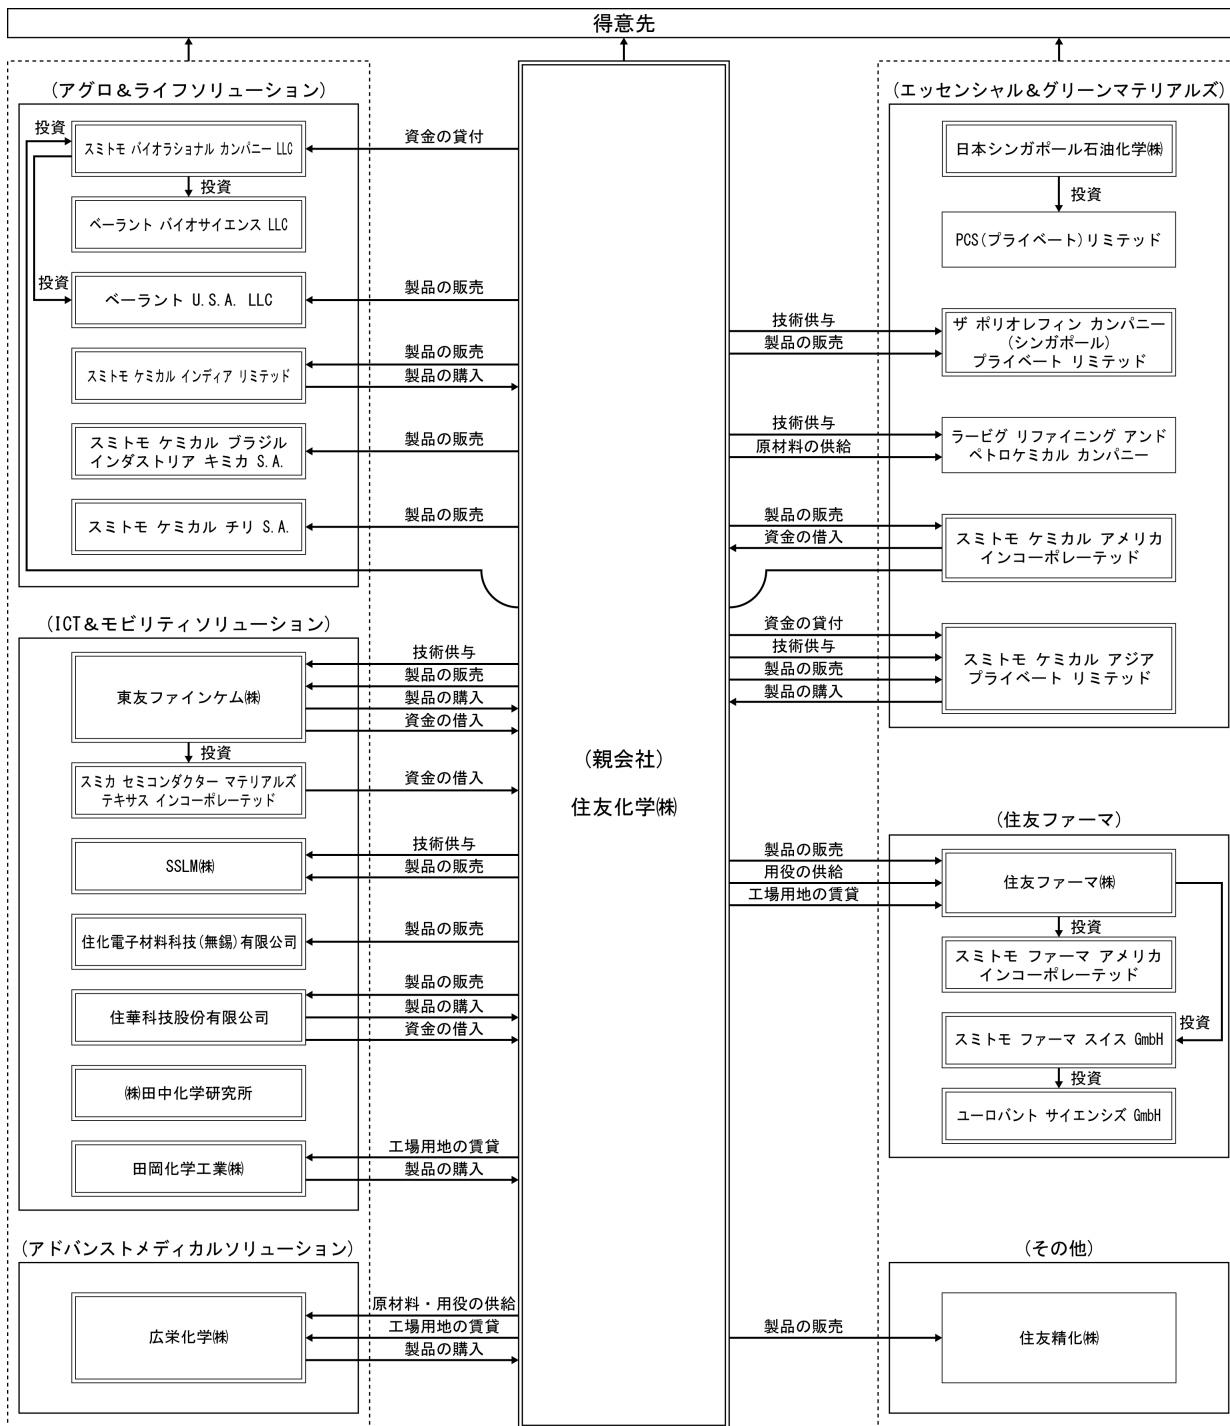 得意先
(アグロ＆ライフソリューション)
投資
スミトモ バイオラショナル カンパニー LLC
資金の貸付
投資
ベーラント バイオサイエンス LLC
投資
ベーラント U.S.A. LLC
製品の販売
スミトモ ケミカル インディア リミテッド
製品の販売
製品の購入
スミトモ ケミカル ブラジル
インダストリア キミカ S.A.
製品の販売
スミトモ ケミカル チリ S.A.
製品の販売
(ICT＆モビリティソリューション)
東友ファインケム㈱
技術供与
製品の販売
製品の購入
資金の借入
投資
スミカ セミコンダクター マテリアルズ
テキサス インコーポレーテッド
資金の借入
SSLM㈱
技術供与
製品の販売
住化電子材料科技(無錫)有限公司
製品の販売
住華科技股份有限公司
製品の販売
製品の購入
資金の借入
㈱田中化学研究所
田岡化学工業㈱
工場用地の賃貸
製品の購入
(アドバンストメディカルソリューション)
広栄化学㈱
原材料・用役の供給
工場用地の賃貸
製品の購入
(親会社)
住友化学㈱
(エッセンシャル＆グリーンマテリアルズ)
日本シンガポール石油化学㈱
投資
PCS(プライベート)リミテッド
技術供与
製品の販売
ザ ポリオレフィン カンパニー
(シンガポール)
プライベート リミテッド
技術供与
原材料の供給
ラービグ リファイニング アンド
ペトロケミカル カンパニー
製品の販売
資金の借入
スミトモ ケミカル アメリカ
インコーポレーテッド
資金の貸付
技術供与
製品の販売
製品の購入
スミトモ ケミカル アジア
プライベート リミテッド
(住友ファーマ)
製品の販売
用役の供給
工場用地の賃貸
住友ファーマ㈱
投資
スミトモ ファーマ アメリカ
インコーポレーテッド
投資
スミトモ ファーマ スイス GmbH
投資
ユーロバント サイエンシズ GmbH
(その他)
製品の販売
住友精化㈱